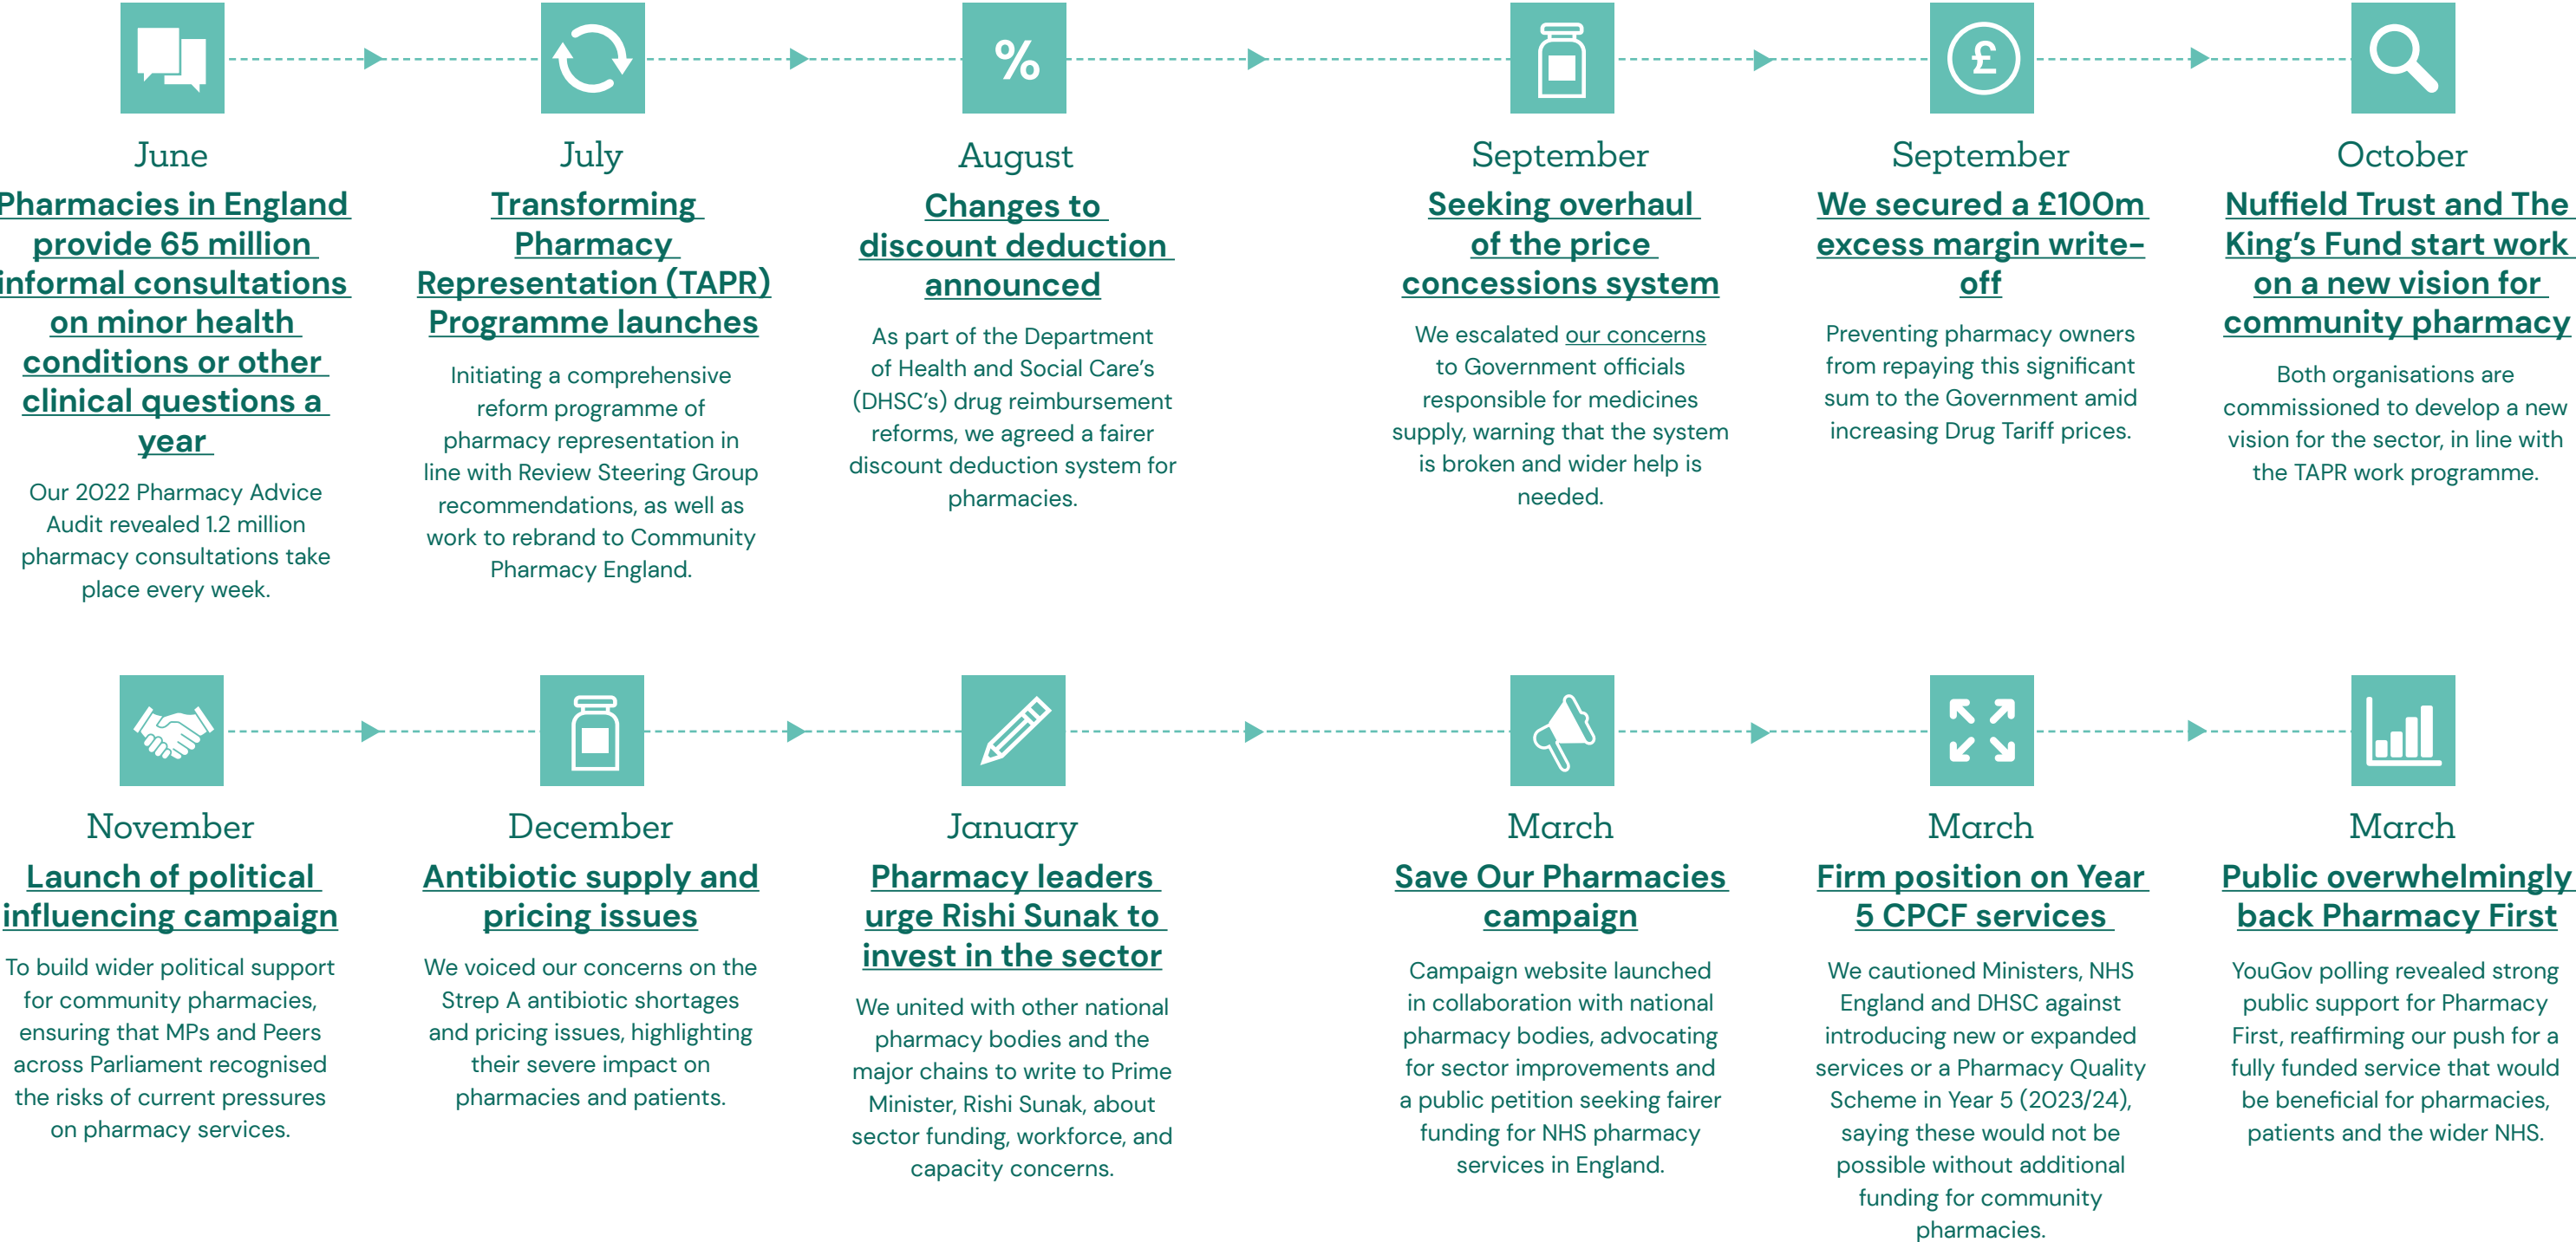 %
£
June
Pharmacies in England
provide 65 million
informal consultations
on minor health
conditions or other
clinical questions a
year
Our 2022 Pharmacy Advice
Audit revealed 1.2 million
pharmacy consultations take
place every week.
July
Transforming
Pharmacy
Representation (TAPR)
Programme launches
Initiating a comprehensive
reform programme of
pharmacy representation in
line with Review Steering Group
recommendations, as well as
work to rebrand to Community
Pharmacy England.
August
Changes to
discount deduction
announced
As part of the Department
of Health and Social Care's
(DHSC's) drug reimbursement
reforms, we agreed a fairer
discount deduction system for
pharmacies.
September
Seeking overhaul
of the price
concessions system
We escalated our concerns
to Government officials
responsible for medicines
supply, warning that the system
is broken and wider help is
needed.
September
We secured a £100m
excess margin write-
off
Preventing pharmacy owners
from repaying this significant
sum to the Government amid
increasing Drug Tariff prices.
October
Nuffield Trust and The
King's Fund start work
on a new vision for
community pharmacy
Both organisations are
commissioned to develop a new
vision for the sector, in line with
the TAPR work programme.
November
Launch of political
influencing campaign
To build wider political support
for community pharmacies,
ensuring that MPs and Peers
across Parliament recognised
the risks of current pressures
on pharmacy services.
December
Antibiotic supply and
pricing issues
We voiced our concerns on the
Strep A antibiotic shortages
and pricing issues, highlighting
their severe impact on
pharmacies and patients.
January
Pharmacy leaders
urge Rishi Sunak to
invest in the sector
We united with other national
pharmacy bodies and the
major chains to write to Prime
Minister, Rishi Sunak, about
sector funding, workforce, and
capacity concerns.
March
Save Our Pharmacies
campaign
Campaign website launched
in collaboration with national
pharmacy bodies, advocating
for sector improvements and
a public petition seeking fairer
funding for NHS pharmacy
services in England.
March
Firm position on Year
5 CPCF services
We cautioned Ministers, NHS
England and DHSC against
introducing new or expanded
services or a Pharmacy Quality
Scheme in Year 5 (2023/24),
saying these would not be
possible without additional
funding for community
pharmacies.
March
Public overwhelmingly
back Pharmacy First
YouGov polling revealed strong
public support for Pharmacy
First, reaffirming our push for a
fully funded service that would
be beneficial for pharmacies,
patients and the wider NHS.